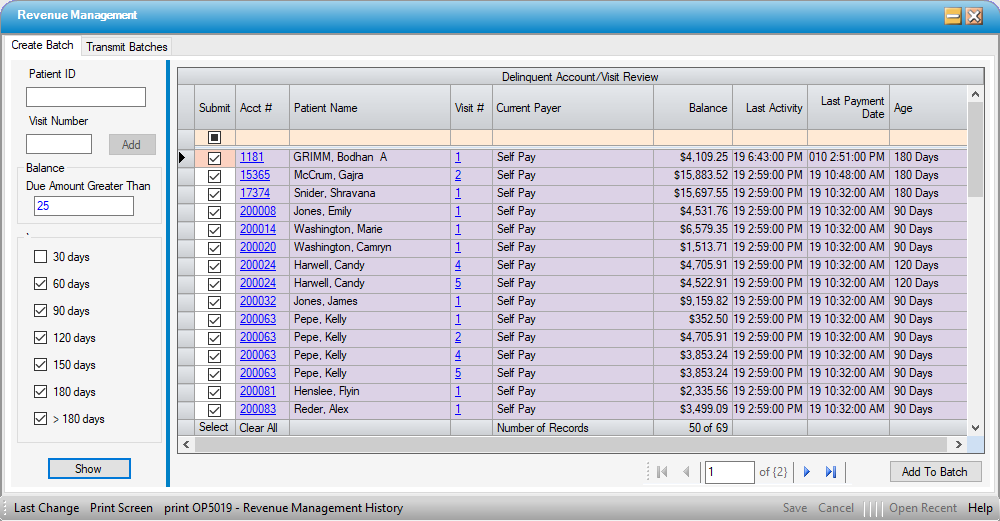 Revenue Management
Create Batch Transmit Batches
Patient ID
Visit Number
Add
Balance
Due Amount Greater Than
25
30 days
60 days
90 days
120 days
150 days
180 days
> 180 days
Show
Delinquent Account/Visit Review
Submit Acct # Patient Name Visit # Current Payer Balance Last Activity Last Payment Date Age
1181 GRIMM, Bodhan A 1 Self Pay $4,109.25 19 6:43:00 PM 010 2:51:00 PM 180 Days
15365 McCrum, Gajra 2 Self Pay $15,883.52 19 2:59:00 PM 19 10:48:00 AM 180 Days
17374 Snider, Shravana 1 Self Pay $15,697.55 19 2:59:00 PM 19 10:32:00 AM 180 Days
200008 Jones, Emily 1 Self Pay $4,531.76 19 2:59:00 PM 19 10:32:00 AM 90 Days
200014 Washington, Marie 1 Self Pay $6,579.35 19 2:59:00 PM 19 10:32:00 AM 90 Days
200020 Washington, Camryn 1 Self Pay $1,513.71 19 2:59:00 PM 19 10:32:00 AM 90 Days
200024 Harwell, Candy 4 Self Pay $4,705.91 19 2:59:00 PM 19 10:32:00 AM 120 Days
200024 Harwell, Candy 5 Self Pay $4,522.91 19 2:59:00 PM 19 10:32:00 AM 120 Days
200032 Jones, James 1 Self Pay $9,159.82 19 2:59:00 PM 19 10:32:00 AM 90 Days
200063 Pepe, Kelly 1 Self Pay $352.50 19 2:59:00 PM 19 10:32:00 AM 90 Days
200063 Pepe, Kelly 2 Self Pay $4,705.91 19 2:59:00 PM 19 10:32:00 AM 90 Days
200063 Pepe, Kelly 4 Self Pay $3,853.24 19 2:59:00 PM 19 10:32:00 AM 90 Days
200063 Pepe, Kelly 5 Self Pay $3,853.24 19 2:59:00 PM 19 10:32:00 AM 90 Days
200081 Henslee, Flyin 1 Self Pay $2,335.56 19 2:59:00 PM 19 10:32:00 AM 90 Days
200083 Reder, Alex 1 Self Pay $3,499.09 19 2:59:00 PM 19 10:32:00 AM 90 Days
Select Clear All Number of Records 50 of 69
1 of {2} Add To Batch
Last Change Print Screen print OP5019 - Revenue Management History Save Cancel Open Recent Help